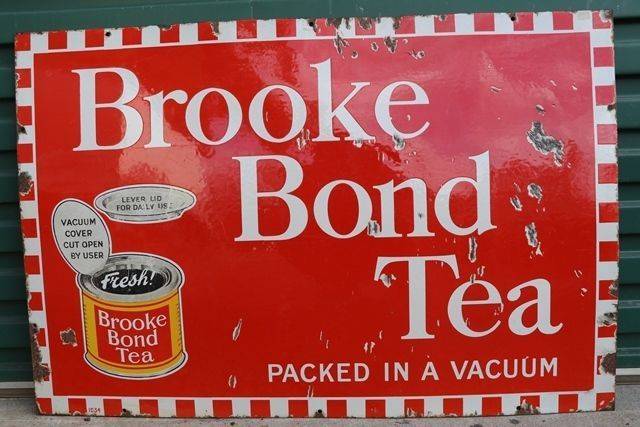 Brooke
Bond
Tea
PACKED IN A VACUUM
LEVER LID
FOR DAILY USE
VACUUM
COVER
CUT OPEN
BY USER
Fresh!
Brooke
Bond
Tea